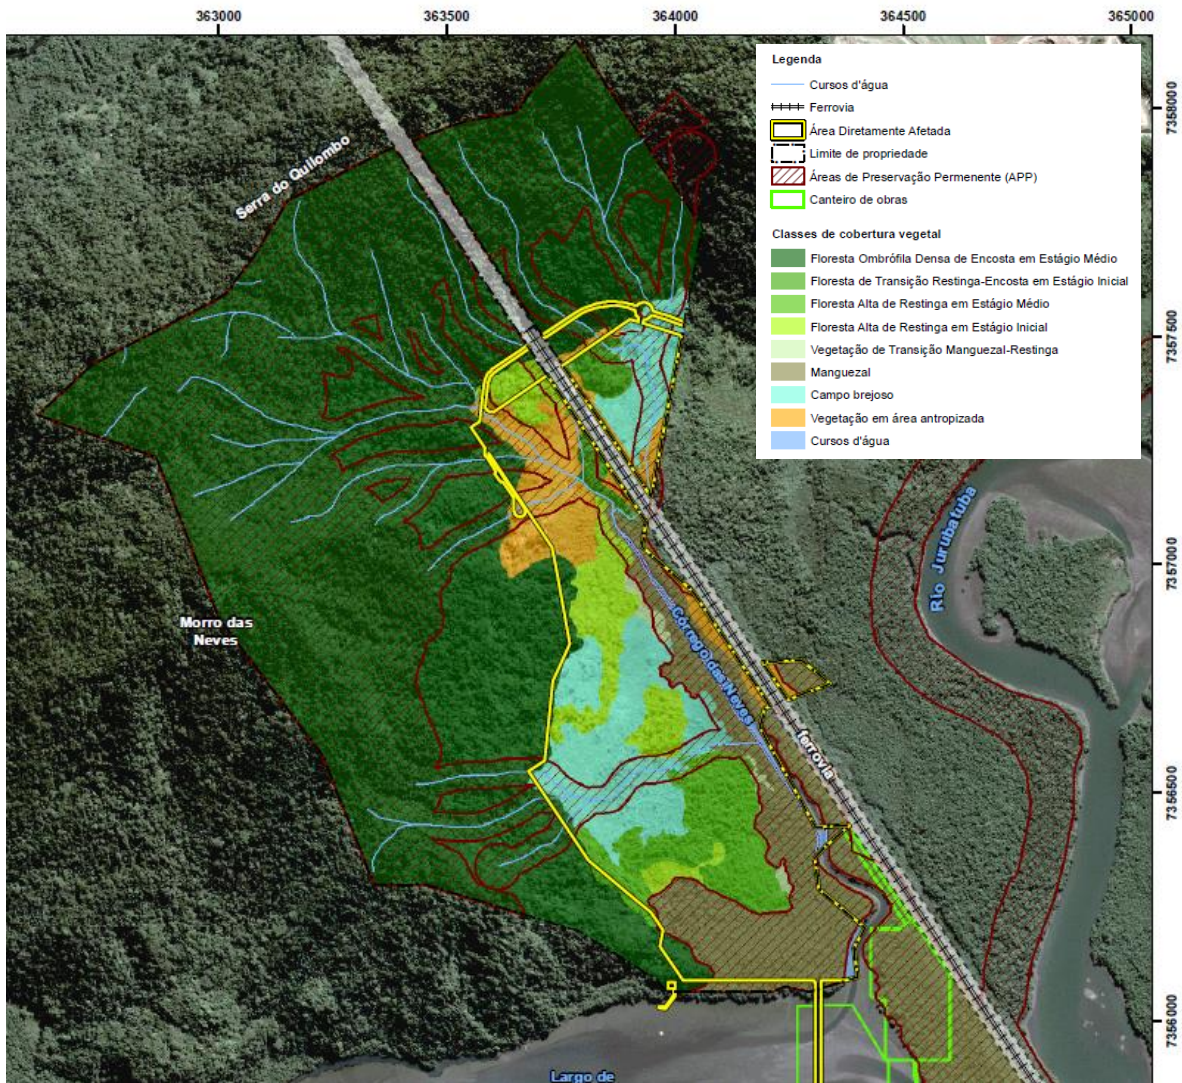 363000
363500
364000
364500
365000
Legenda
Cursos d'água
Ferrovia
Área Diretamente Afetada
Limite de propriedade
Áreas de Preservação Permenente (APP)
Canteiro de obras
Classes de cobertura vegetal
Floresta Ombrófila Densa de Encosta em Estágio Médio
Floresta de Transição Restinga-Encosta em Estágio Inicial
Floresta Alta de Restinga em Estágio Médio
Floresta Alta de Restinga em Estágio Inicial
Vegetação de Transição Manguezal-Restinga
Manguezal
Campo brejoso
Vegetação em área antropizada
Cursos d'água
7358000
7357500
7357000
7356500
7356000
Serra do Quilombo
Rio Jurubatuba
Morro das
Neves
Córrego das Neves
ferrovia
Largo de